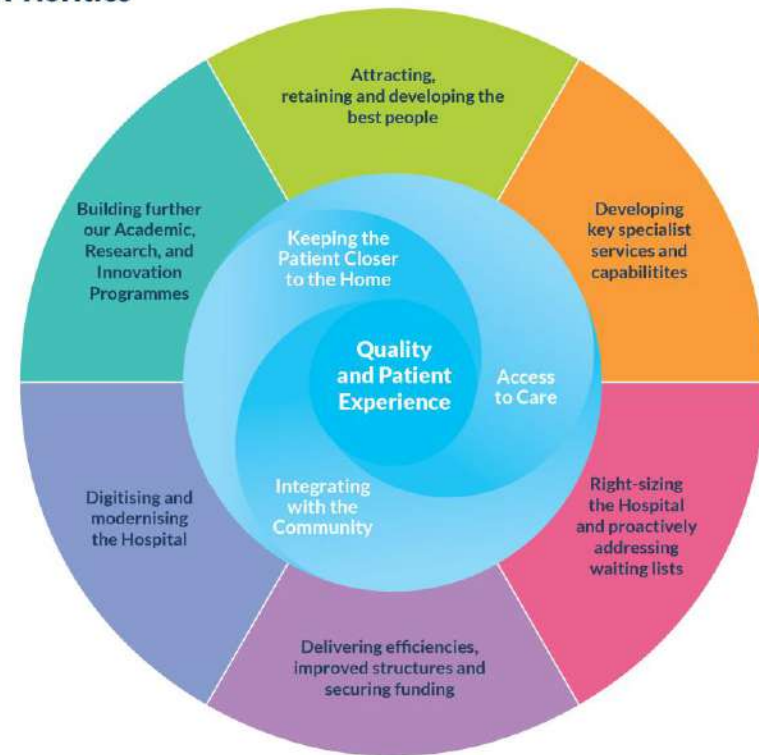 Attracting,
retaining and developing the
best people
Developing
key specialist
services and
capabilitites
Right-sizing
the Hospital
and proactively
addressing
waiting lists
Delivering efficiencies,
improved structures and
securing funding
Digitising and
modernising
the Hospital
Building further
our Academic,
Research, and
Innovation
Programmes
Keeping the
Patient Closer
to the Home
Access
to Care
Integrating
with the
Community
Quality
and Patient
Experience